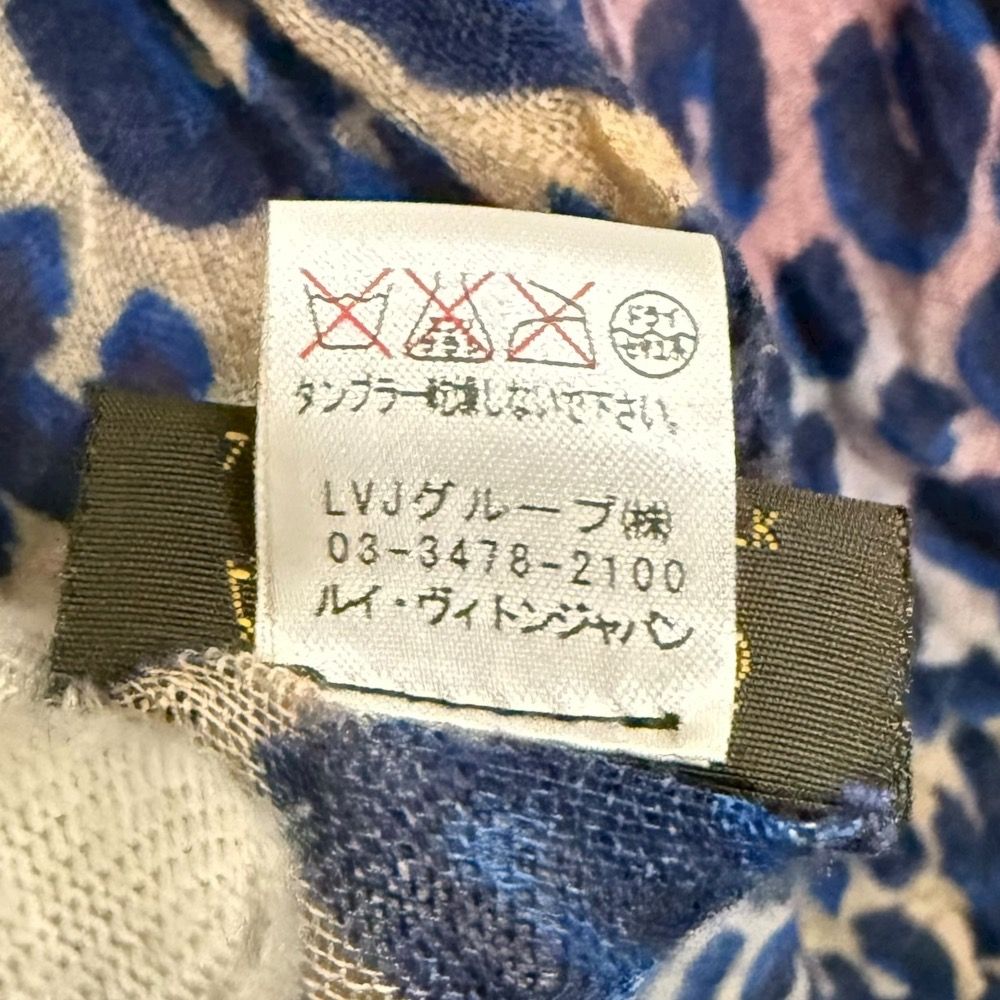 ドライ
セキユ系
タンブラー乾燥しないで下さい。
LVJグループ㈱
03-3478-2100
ルイ・ヴィトンジャパン